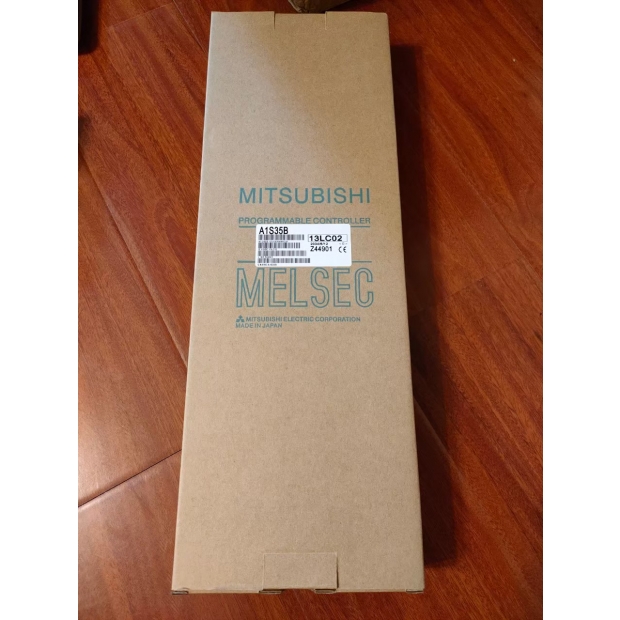 MITSUBISHI
PROGRAMMABLE CONTROLLER
A1S35B
13LC02
Z44901 CE
MELSEC
MITSUBISHI ELECTRIC CORPORATION
MADE IN JAPAN